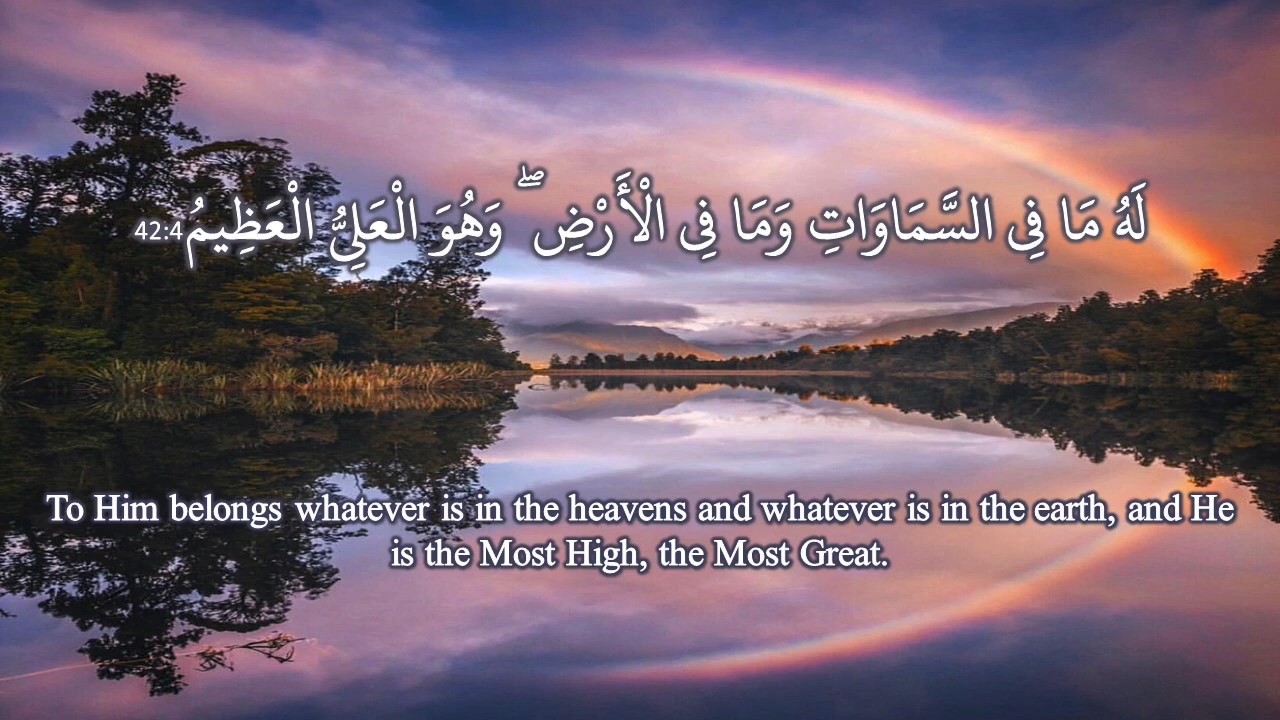 لَهُ مَا فِي السَّمَاوَاتِ وَمَا فِي الْأَرْضِ ۖ وَهُوَ الْعَلِيُّ الْعَظِيمُ 42:4
To Him belongs whatever is in the heavens and whatever is in the earth, and He
is the Most High, the Most Great.